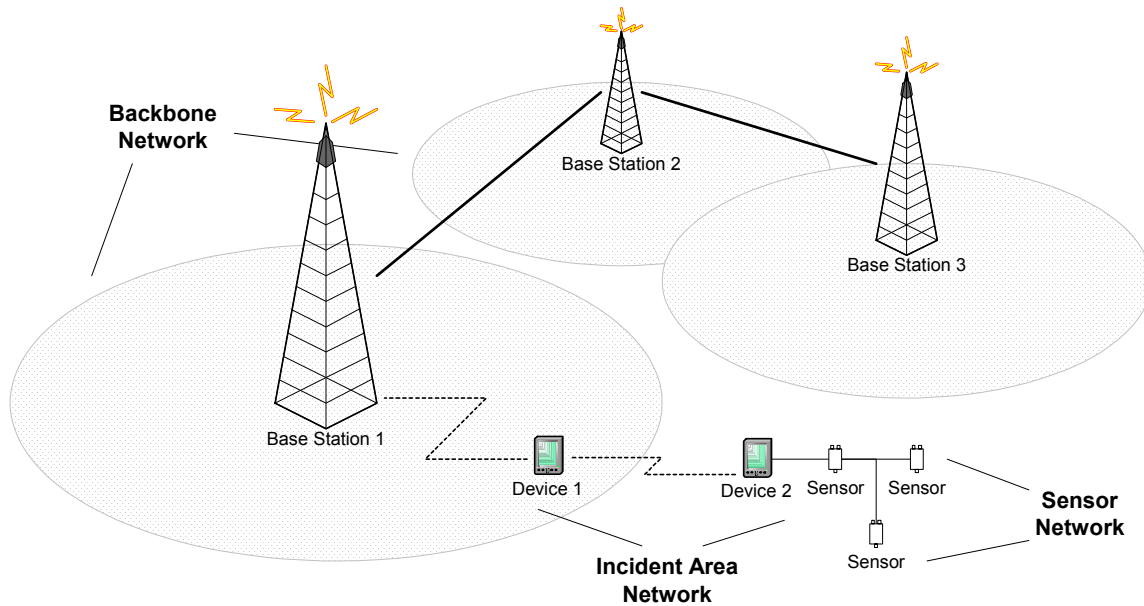 Backbone
Network
Base Station 2
Base Station 3
Base Station 1
Device 1
Device 2
Sensor
Sensor
Sensor
Sensor
Network
Incident Area
Network